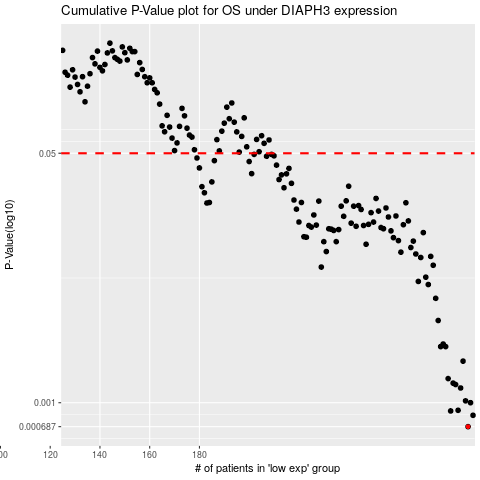 Cumulative P-Value plot for OS under DIAPH3 expression
P-Value(log10)
0.05
0.001
0.000687
00 120 140 160 180
# of patients in 'low exp' group